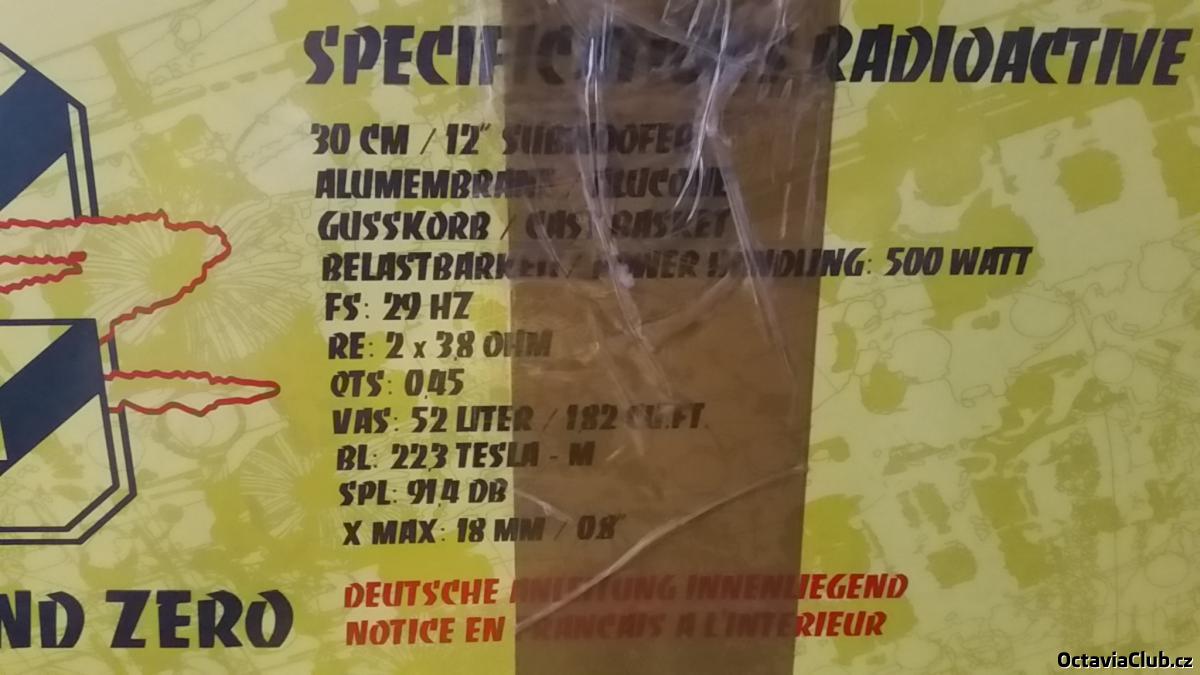 SPECIFICATIONS RADIOACTIVE
30 CM / 12" SUBWOOFER
ALUMEMBRANE / ALUCONE
GUSSKORB / CAST BASKET
BELASTBARKEIT / POWER HANDLING: 500 WATT
FS: 29 HZ
RE: 2 x 3,8 OHM
QTS: 0,45
VAS: 52 LITER / 1,82 CU.FT.
BL: 22,3 TESLA - M
SPL: 91,4 DB
X MAX: 18 MM / 0,8"
ND ZERO
DEUTSCHE ANLEITUNG INNENLIEGEND
NOTICE EN FRANCAIS A L'INTERIEUR
OctaviaClub.cz